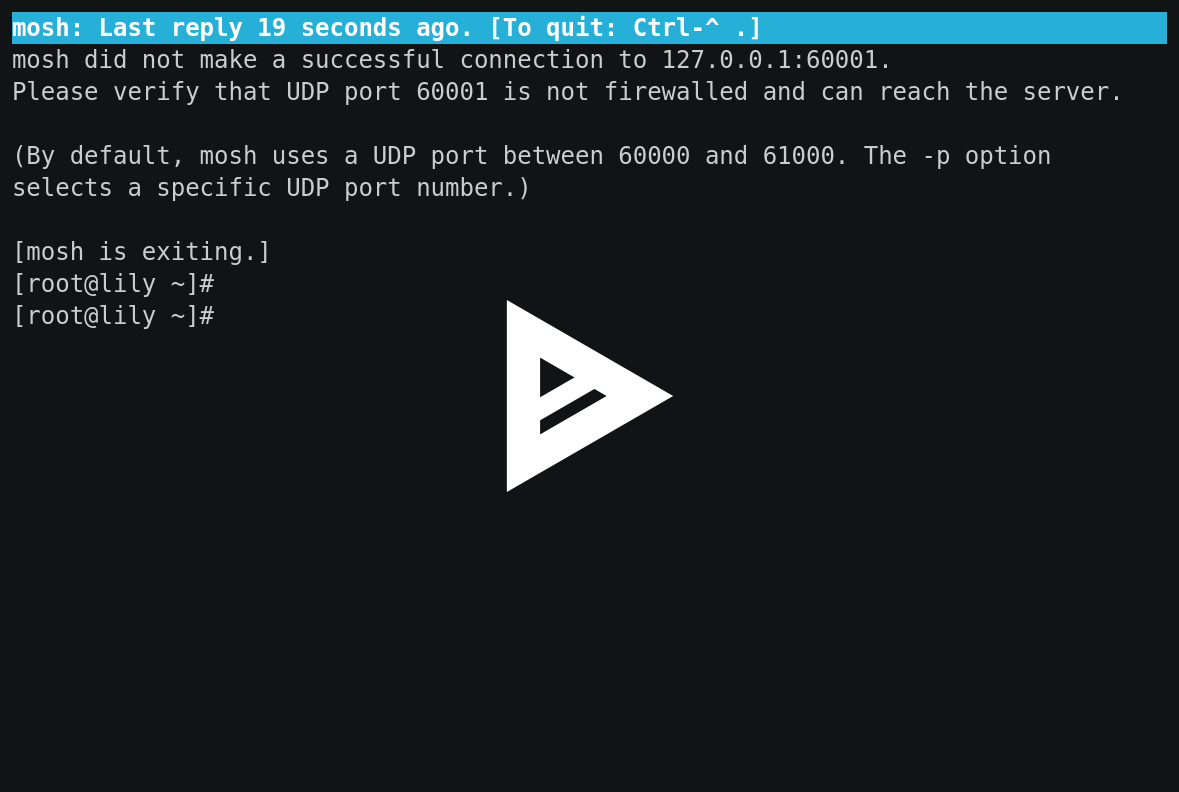 mosh: Last reply 19 seconds ago. [To quit: Ctrl-^ .]
mosh did not make a successful connection to 127.0.0.1:60001.
Please verify that UDP port 60001 is not firewalled and can reach the server.
(By default, mosh uses a UDP port between 60000 and 61000. The -p option
selects a specific UDP port number.)
[mosh is exiting.]
[root@lily ~]#
[root@lily ~]#